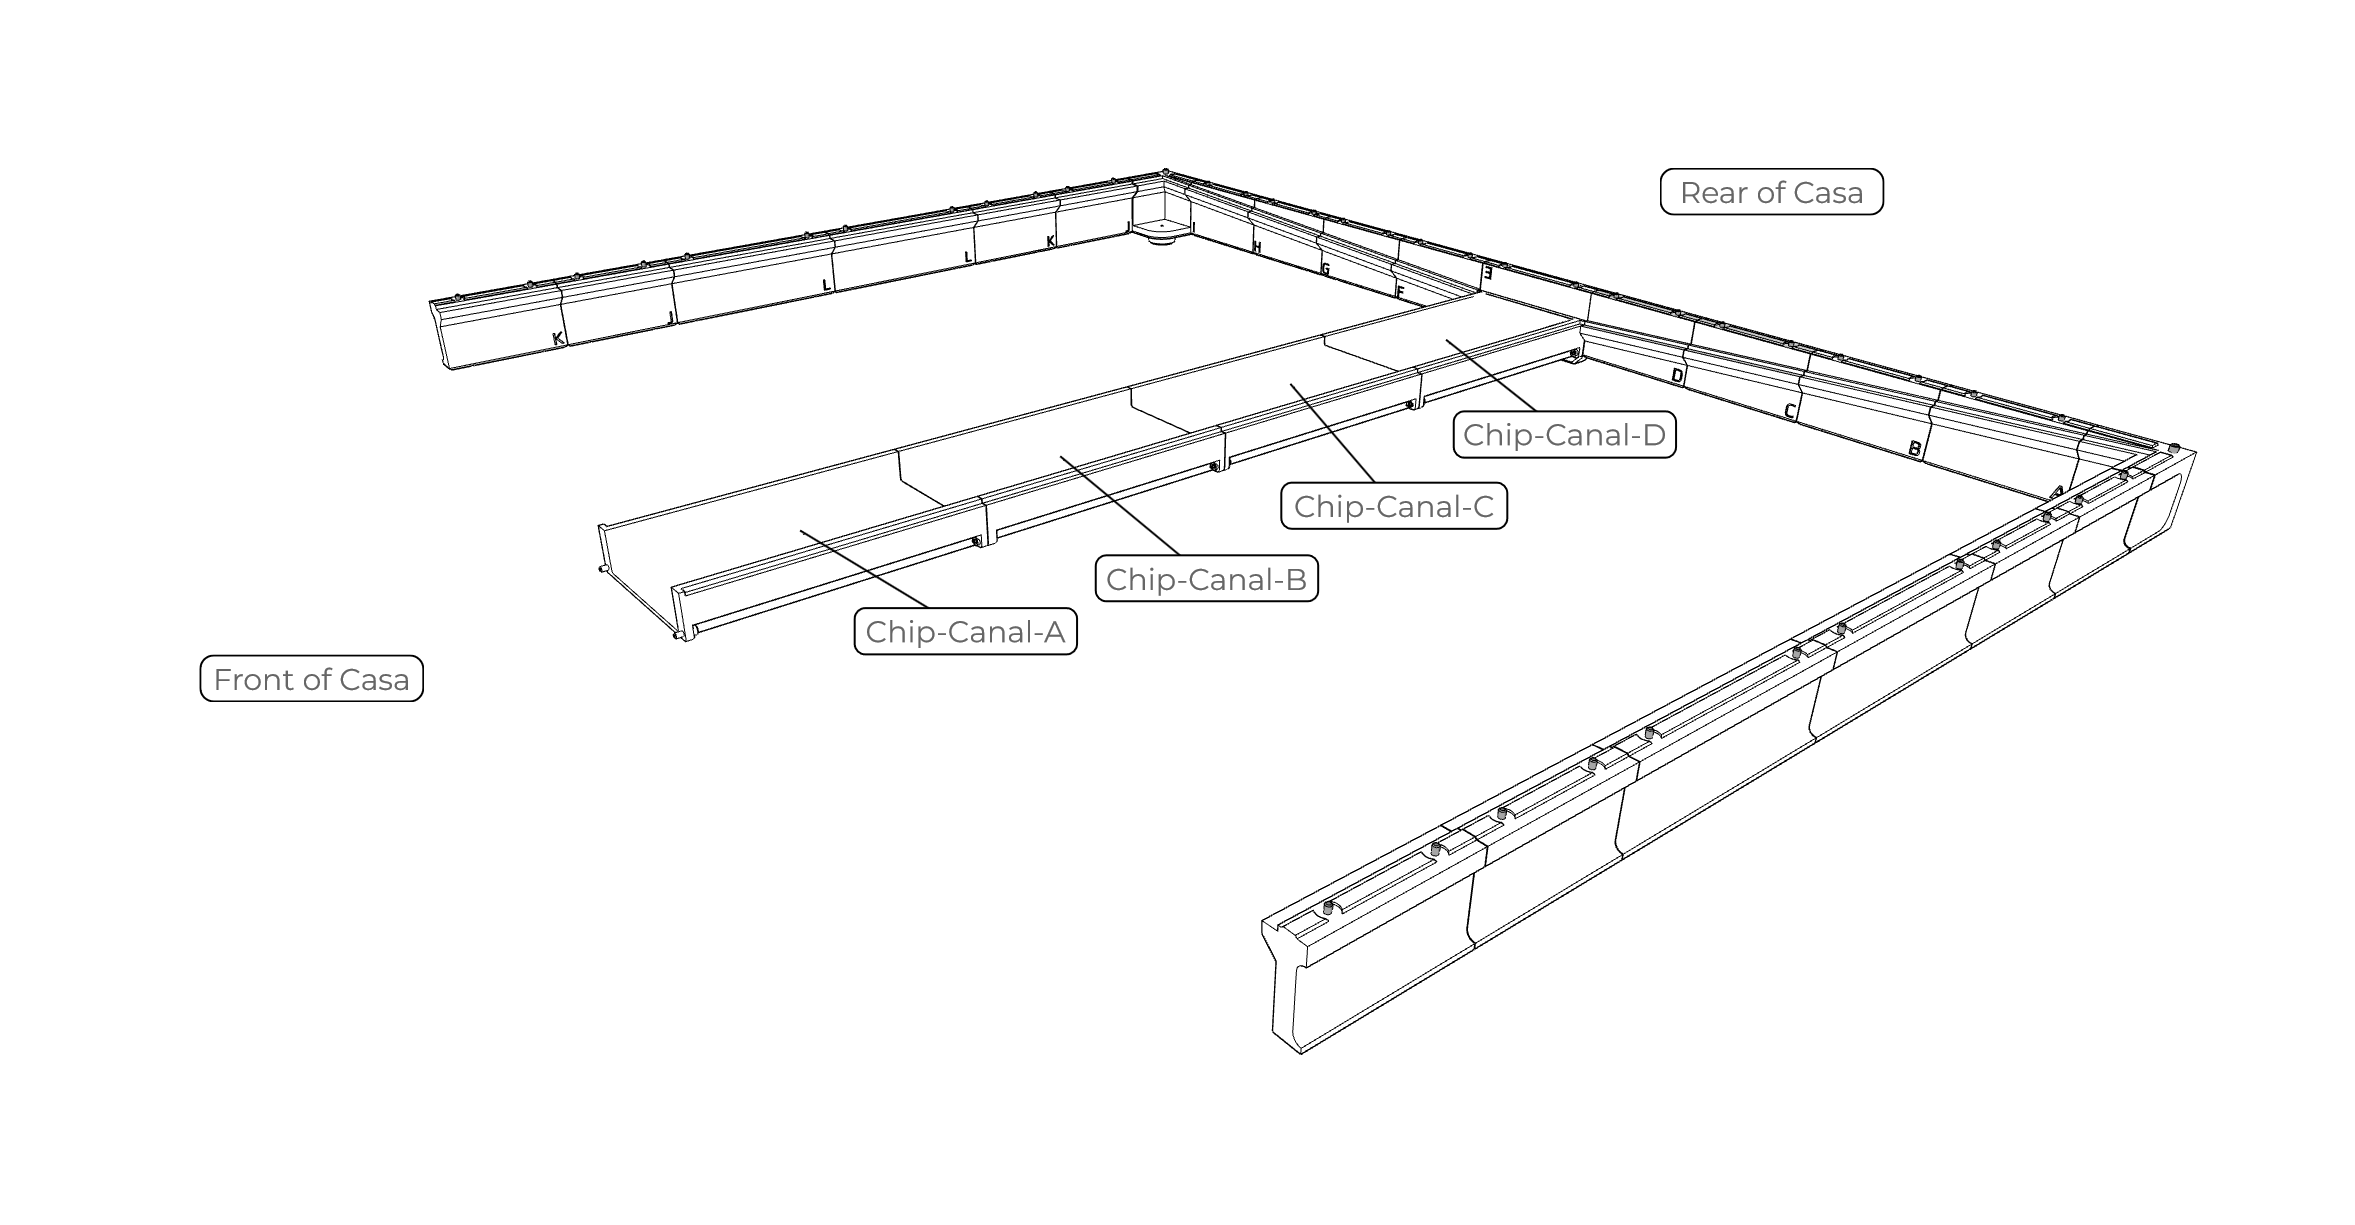 Rear of Casa
K
J
L
L
K
J
I
H
G
F
E
D
C
B
A
Chip-Canal-D
Chip-Canal-C
Chip-Canal-B
Chip-Canal-A
Front of Casa